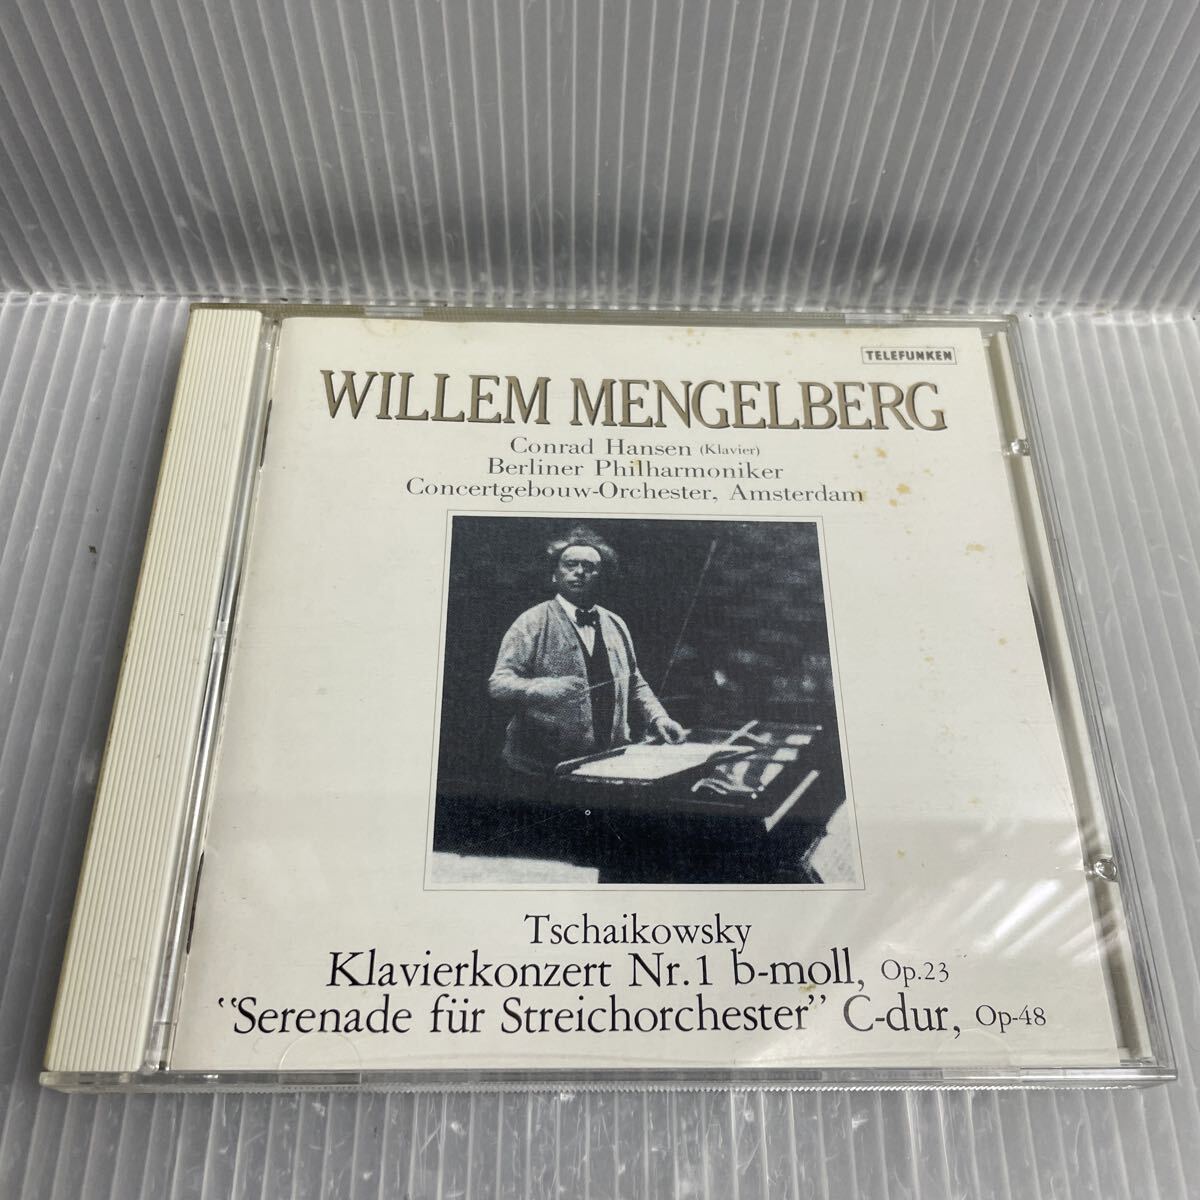 TELEFUNKEN
WILLEM MENGELBERG
Conrad Hansen (Klavier)
Berliner Philharmoniker
Concertgebouw-Orchester, Amsterdam
Tschaikowsky
Klavierkonzert Nr.1 b-moll, Op.23
“Serenade für Streichorchester” C-dur, Op-48